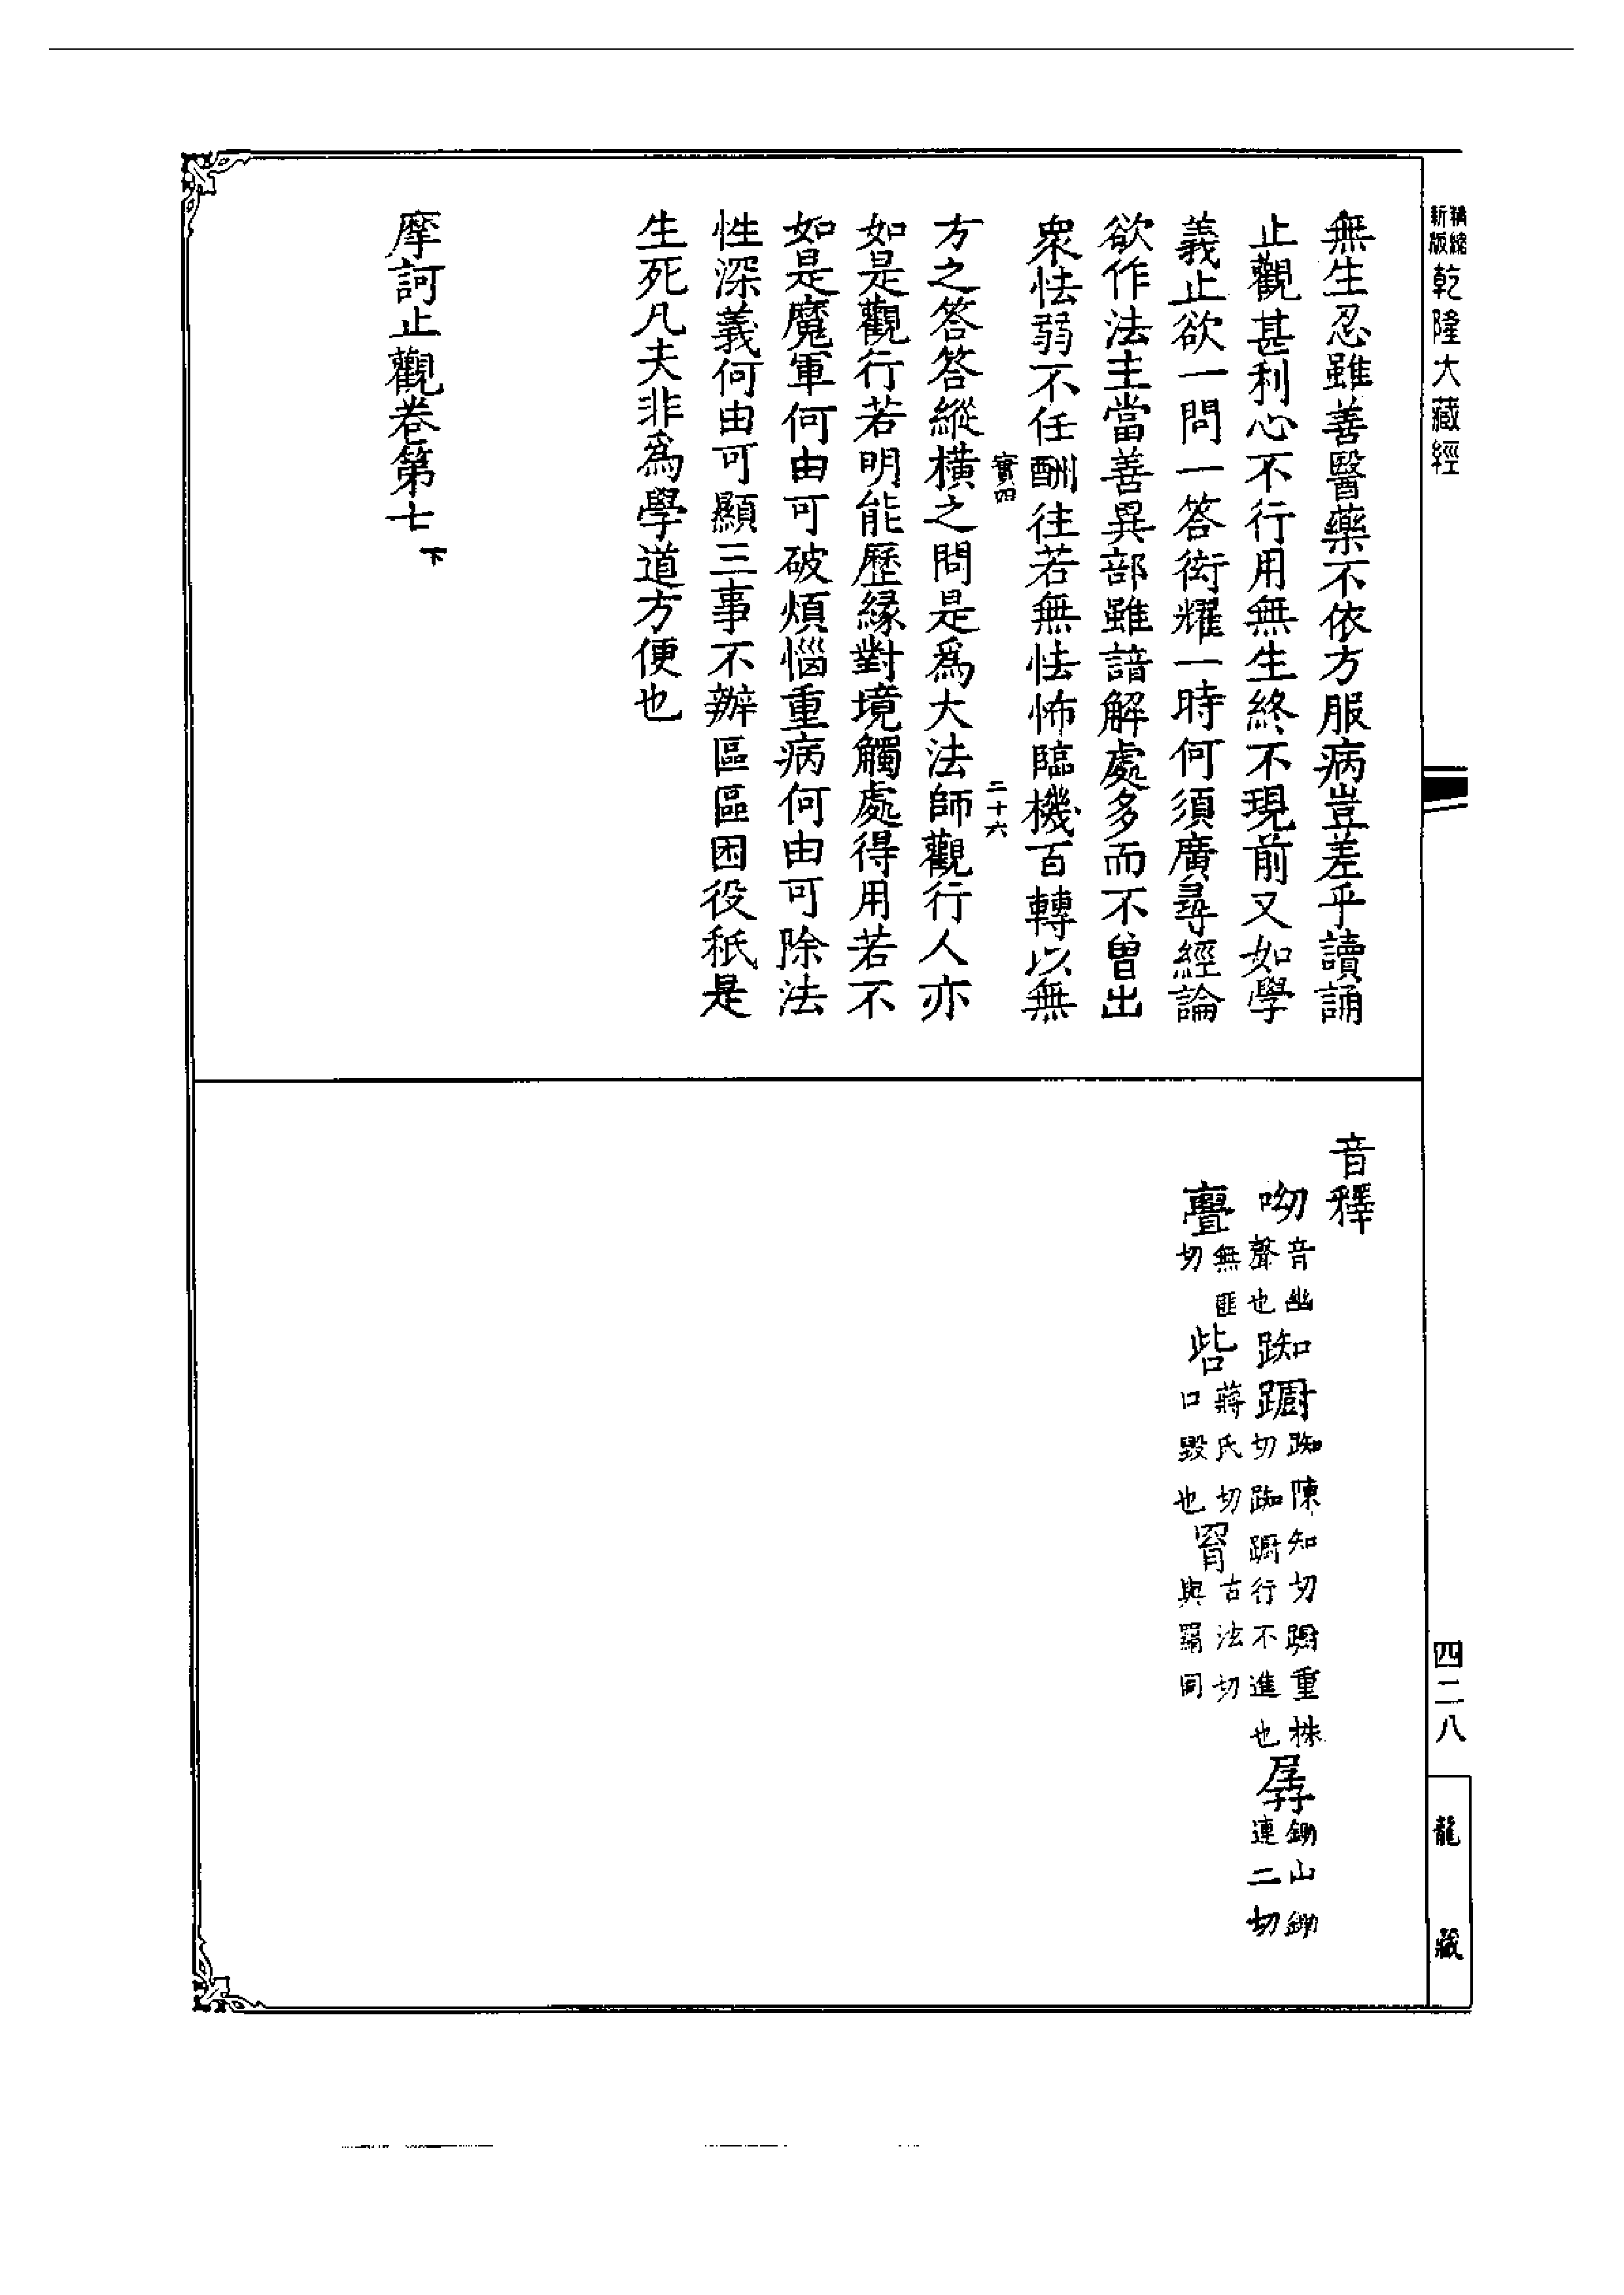 精縮新版乾隆大藏經
無生忍雖善醫藥不依方服病豈差乎讀誦
止觀甚利心不行用無生終不現前又如學
義止欲一問一答衒耀一時何須廣尋經論
欲作法主當善異部雖諳解處多而不曾出
衆怯弱不任酬往若無怯怖臨機百轉以無
實四
二十六
方之答答縱橫之問是爲大法師觀行人亦
如是觀行若明能歷緣對境觸處得用若不
如是魔軍何由可破煩惱重病何由可除法
性深義何由可顯三事不辦區區困役秖是
生死凡夫非爲學道方便也
摩訶止觀卷第七下
音釋
呦音幽聲也踟躕踟陳知切躕重株切踟躕行不進也孱鋤山鋤連二切
亹無匪切呰蔣氏切口毀也罥古泫切與羂同
四二八
龍藏